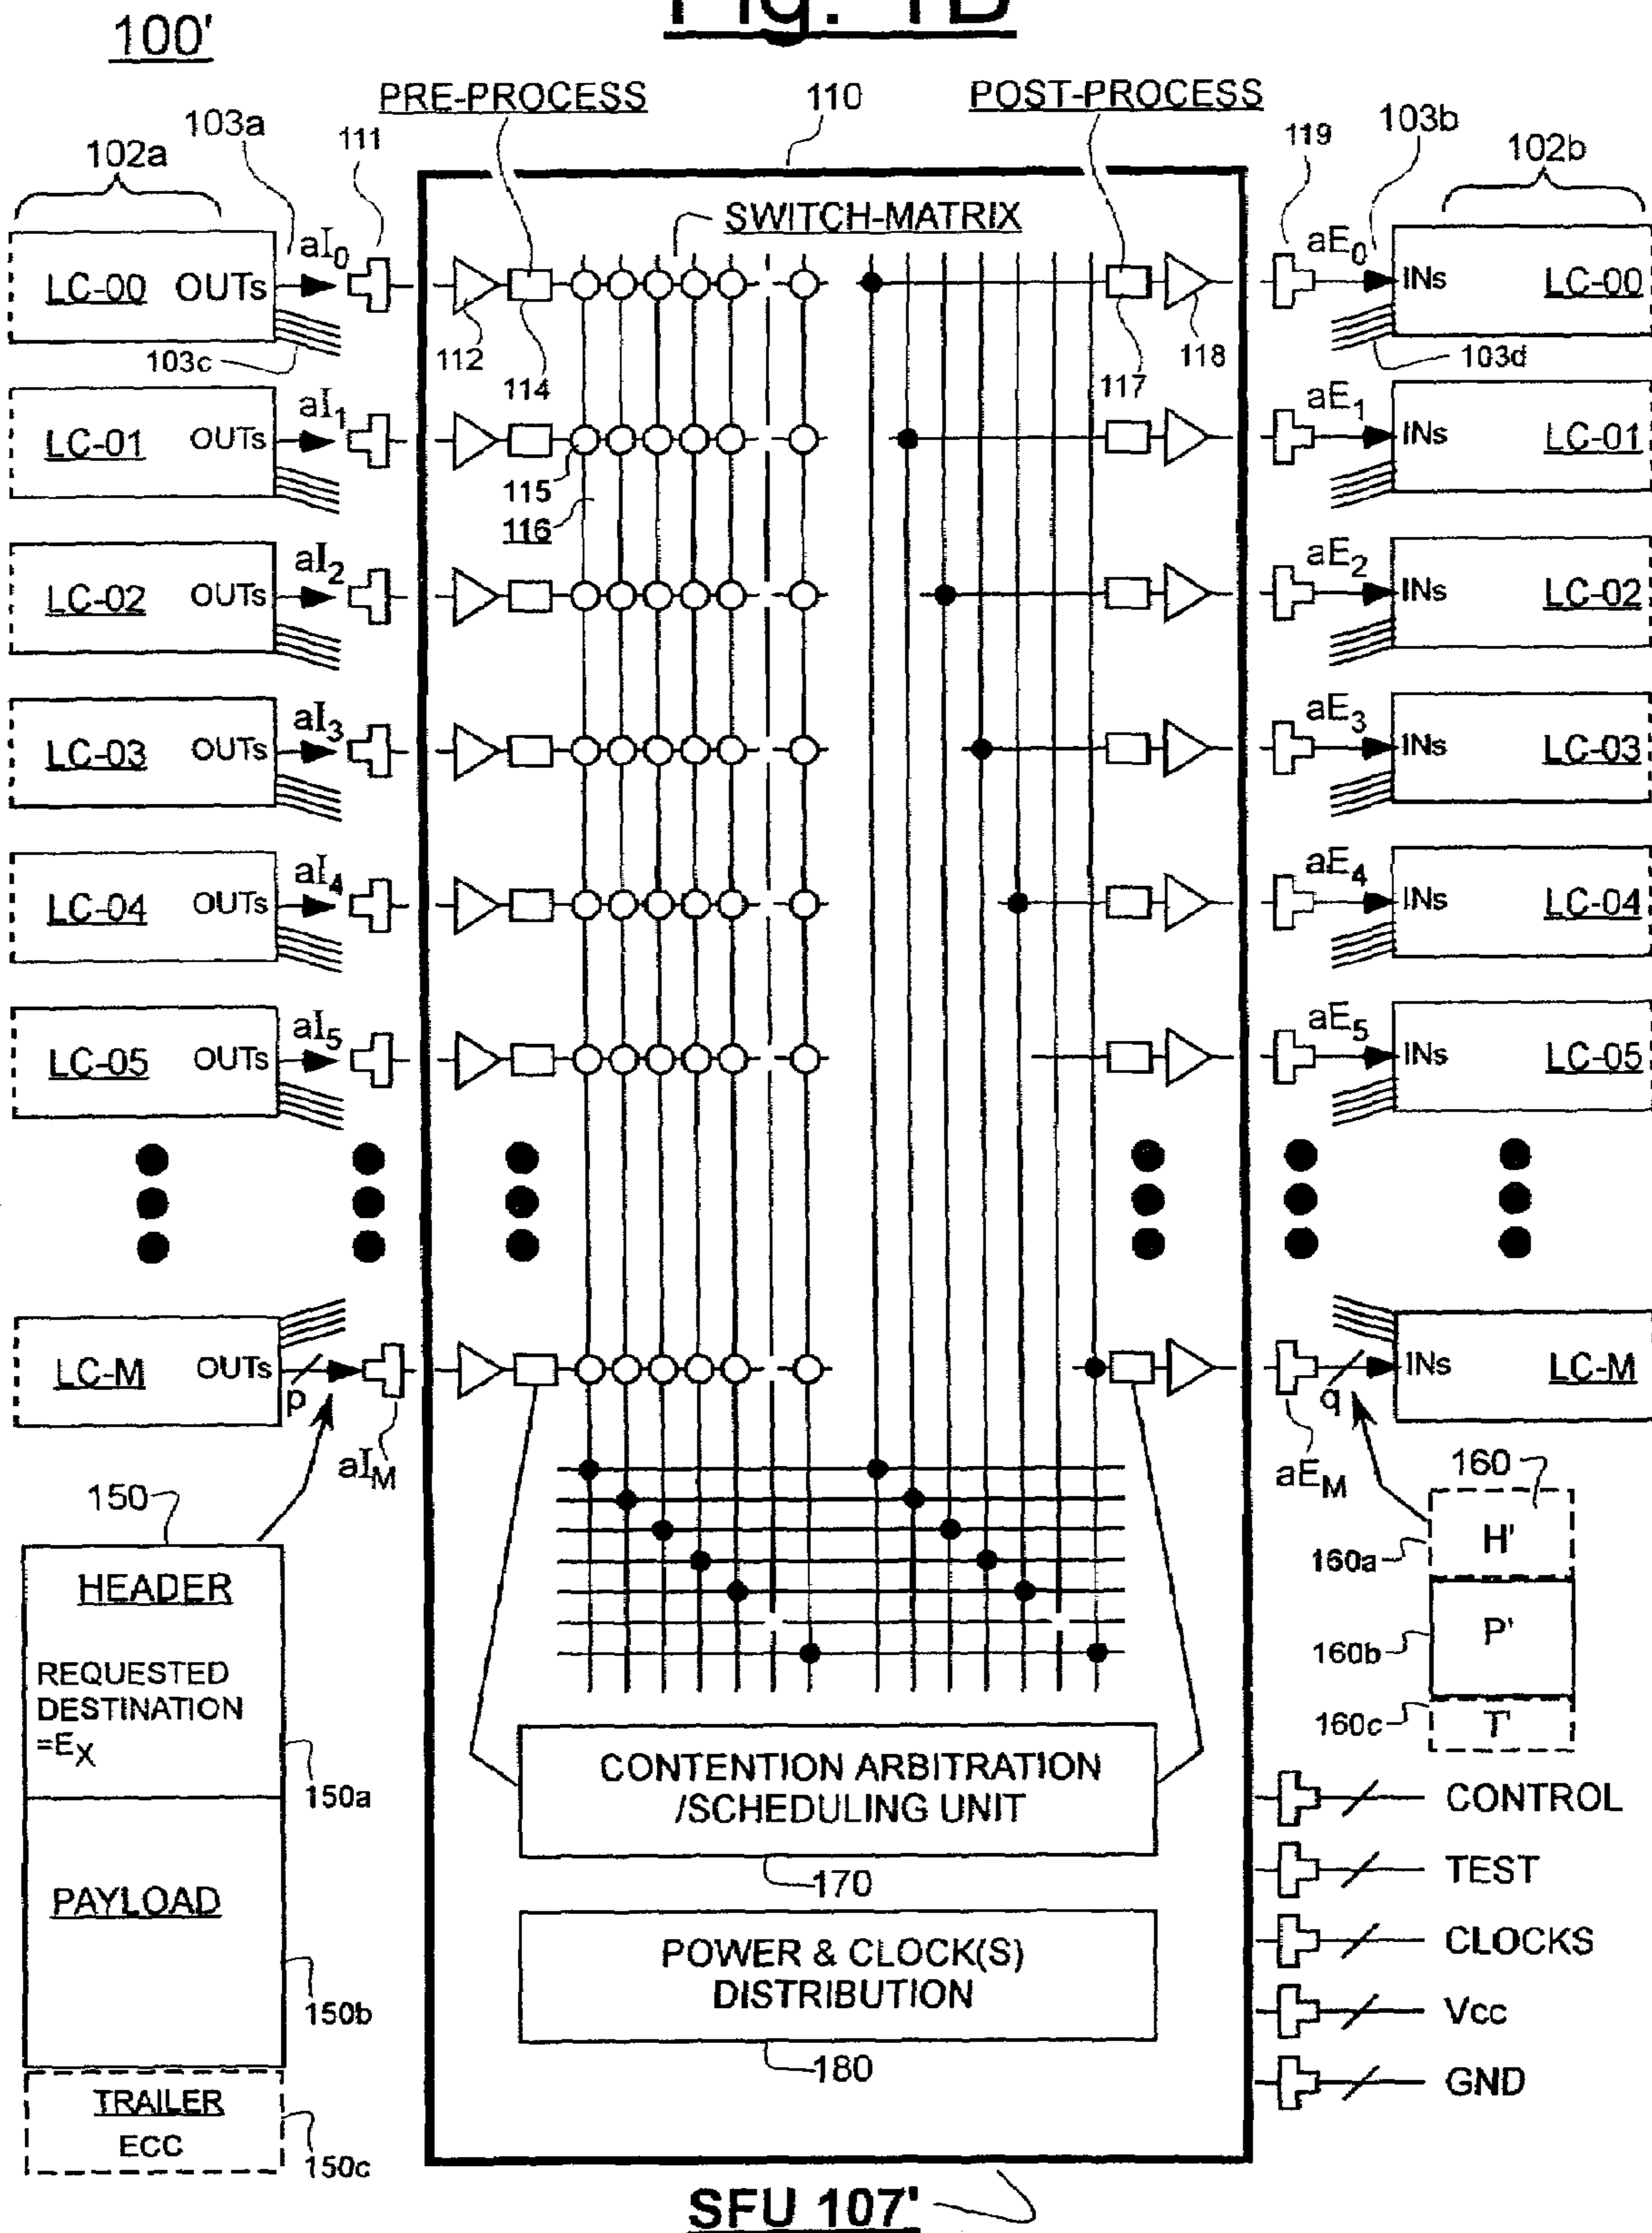 Fig. 1B
100'
PRE-PROCESS
110
POST-PROCESS
103a
111
119
103b
102a
102b
SWITCH-MATRIX
aI0
aE0
LC-00 OUTs
INs LC-00
103c
112
114
117
118
103d
aI1
aE1
LC-01 OUTs
INs LC-01
115
116
aI2
aE2
LC-02 OUTs
INs LC-02
aI3
aE3
LC-03 OUTs
INs LC-03
aI4
aE4
LC-04 OUTs
INs LC-04
aI5
aE5
LC-05 OUTs
INs LC-05
LC-M OUTs
INs LC-M
p
q
aIM
aEM
150
160
HEADER
REQUESTED
DESTINATION
=EX
150a
PAYLOAD
150b
TRAILER
ECC
150c
160a
H'
160b
P'
160c
T'
CONTENTION ARBITRATION
/SCHEDULING UNIT
170
POWER & CLOCK(S)
DISTRIBUTION
180
CONTROL
TEST
CLOCKS
Vcc
GND
SFU 107'